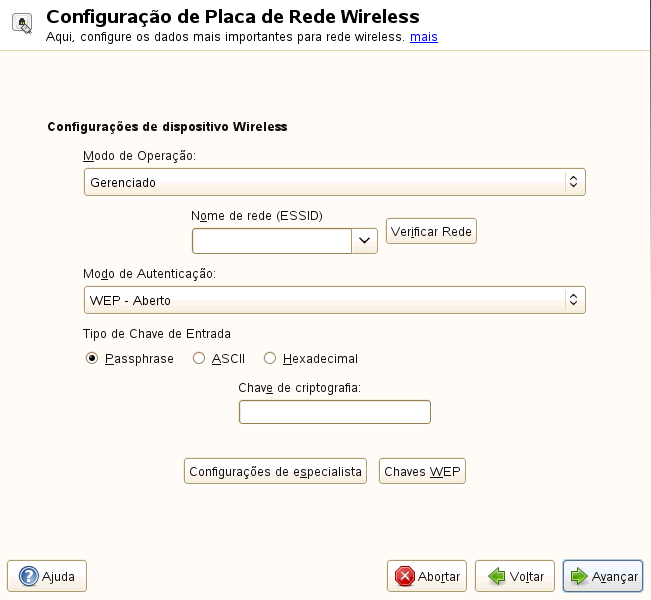 Configuração de Placa de Rede Wireless
Aqui, configure os dados mais importantes para rede wireless. mais
Configurações de dispositivo Wireless
Modo de Operação:
Gerenciado
Nome de rede (ESSID)
Verificar Rede
Modo de Autenticação:
WEP - Aberto
Tipo de Chave de Entrada
Passphrase ASCII Hexadecimal
Chave de criptografia:
Configurações de especialista Chaves WEP
Ajuda Abortar Voltar Avançar